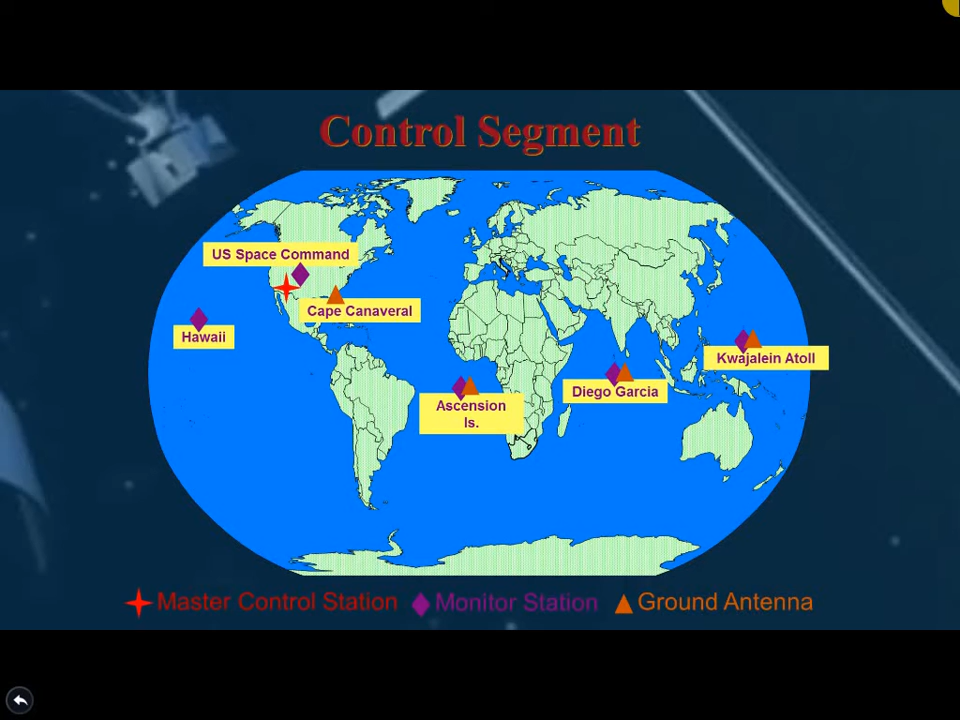 Control Segment
US Space Command
Cape Canaveral
Hawaii
Kwajalein Atoll
Diego Garcia
Ascension
Is.
Master Control Station
Monitor Station
Ground Antenna